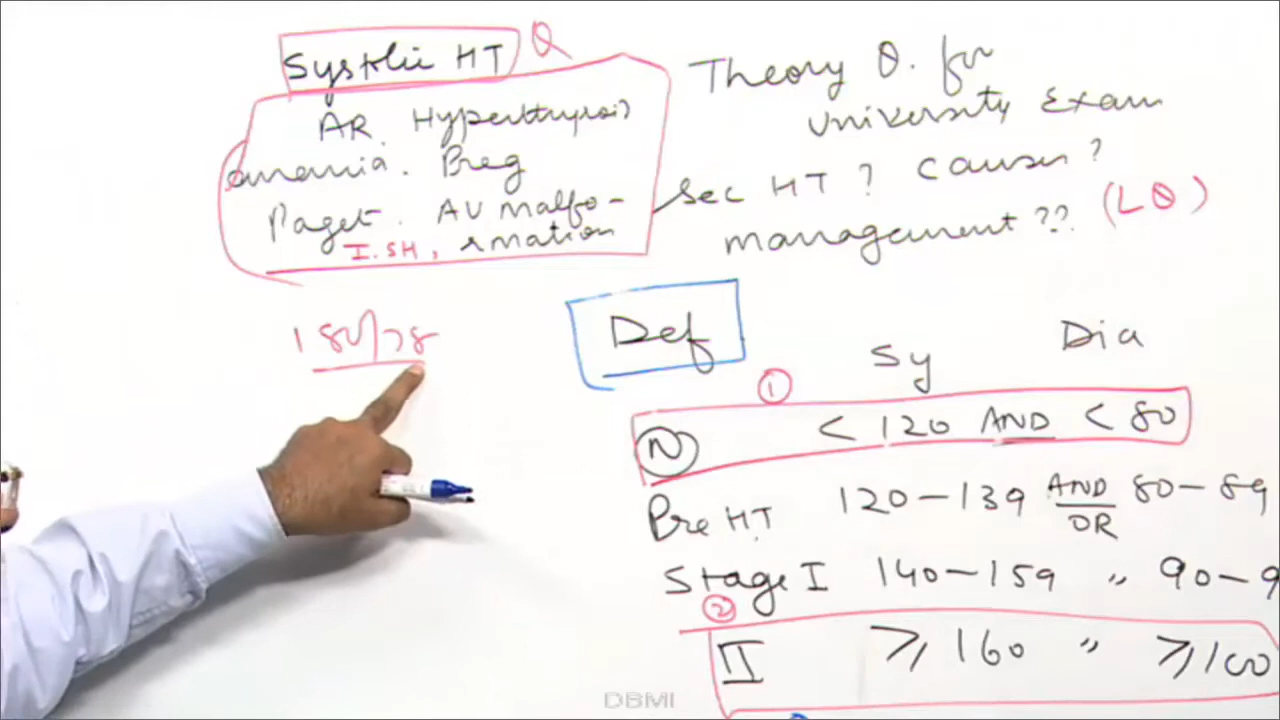 Systolic HT Q
AR. Hyperthyroid
anemia. Preg
Paget. AV malfo-
I.SH, rmation
Theory Q. for
University Exam
sec HT ? Causes ?
management ?? (LQ)
180/78
Def
Sy Dia
1
N < 120 AND < 80
Pre HT 120-139 AND/OR 80-89
Stage I 140-159 " 90-9
2
II ≥ 160 " ≥ 100
DBMI